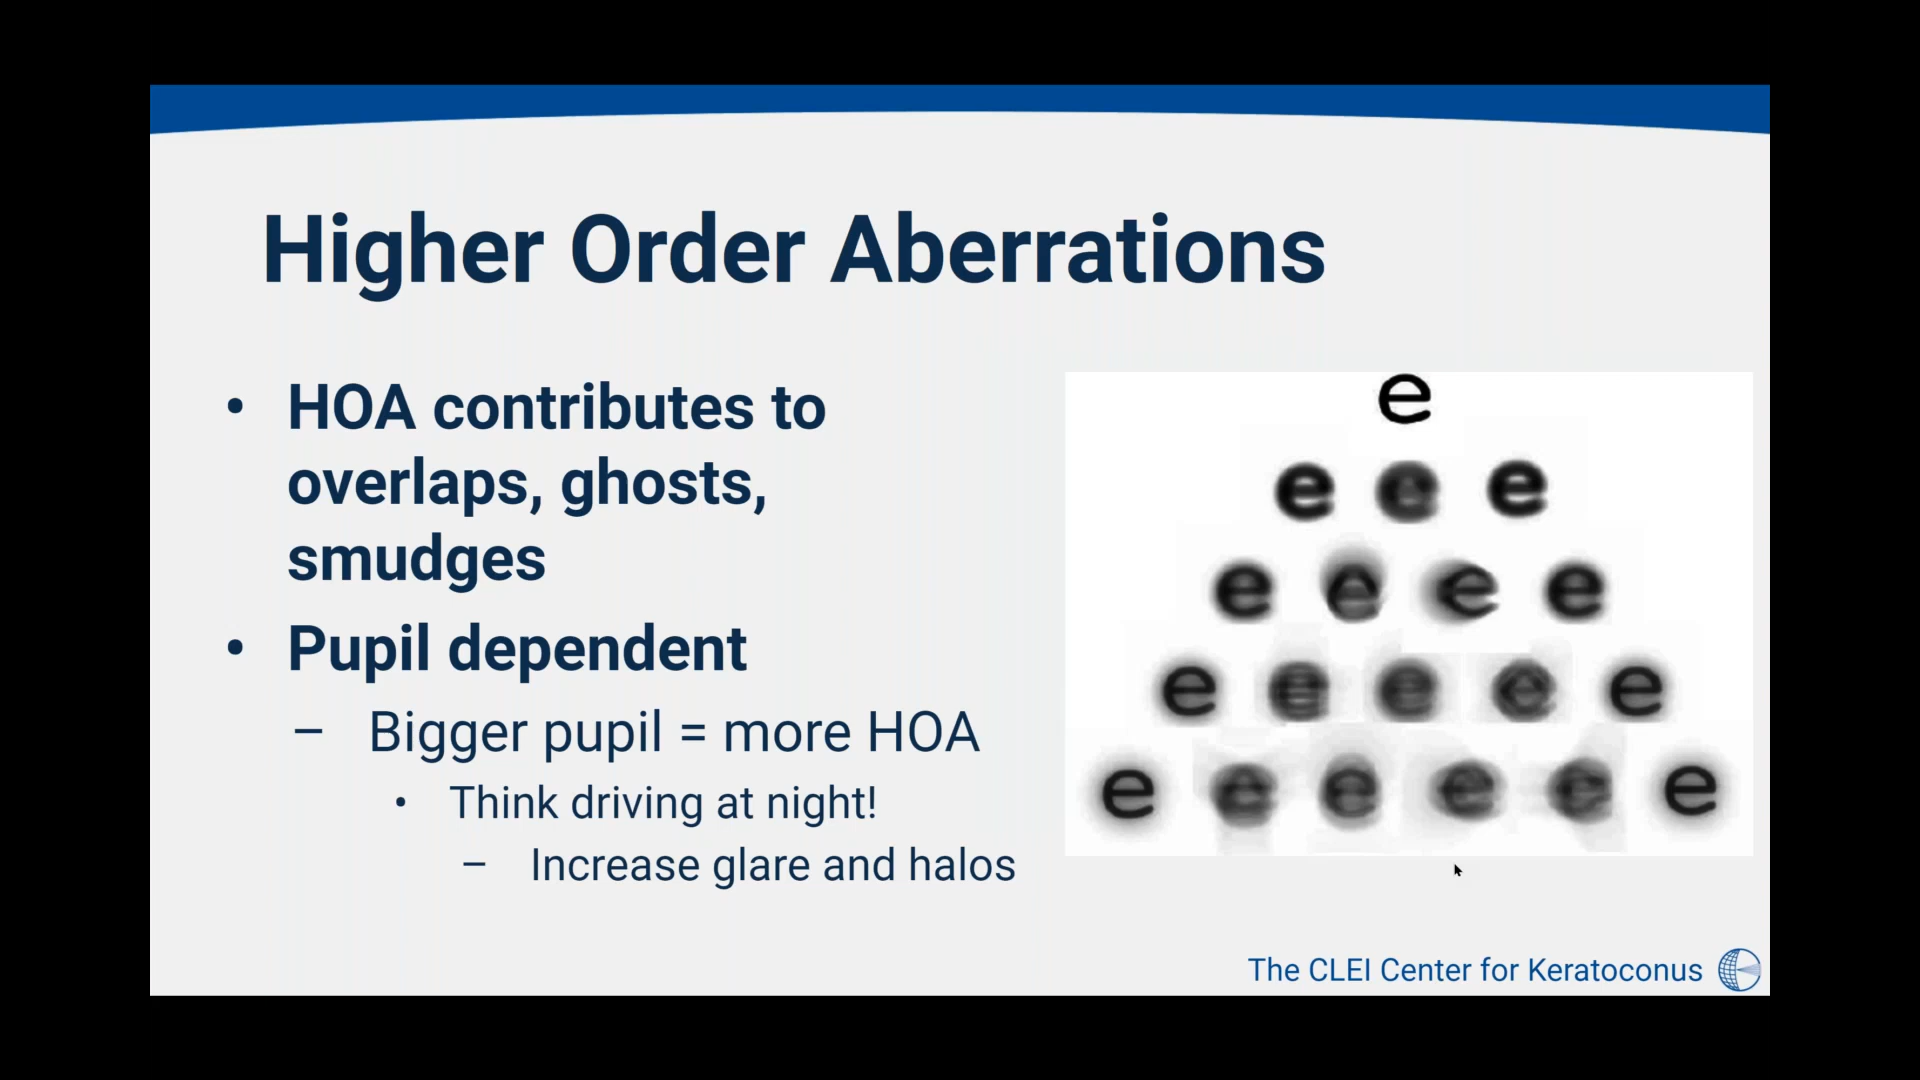 Higher Order Aberrations
• HOA contributes to
overlaps, ghosts,
smudges
• Pupil dependent
– Bigger pupil = more HOA
• Think driving at night!
– Increase glare and halos
e
e e e
e e e e
e e e e e
e e e e e e
The CLEI Center for Keratoconus